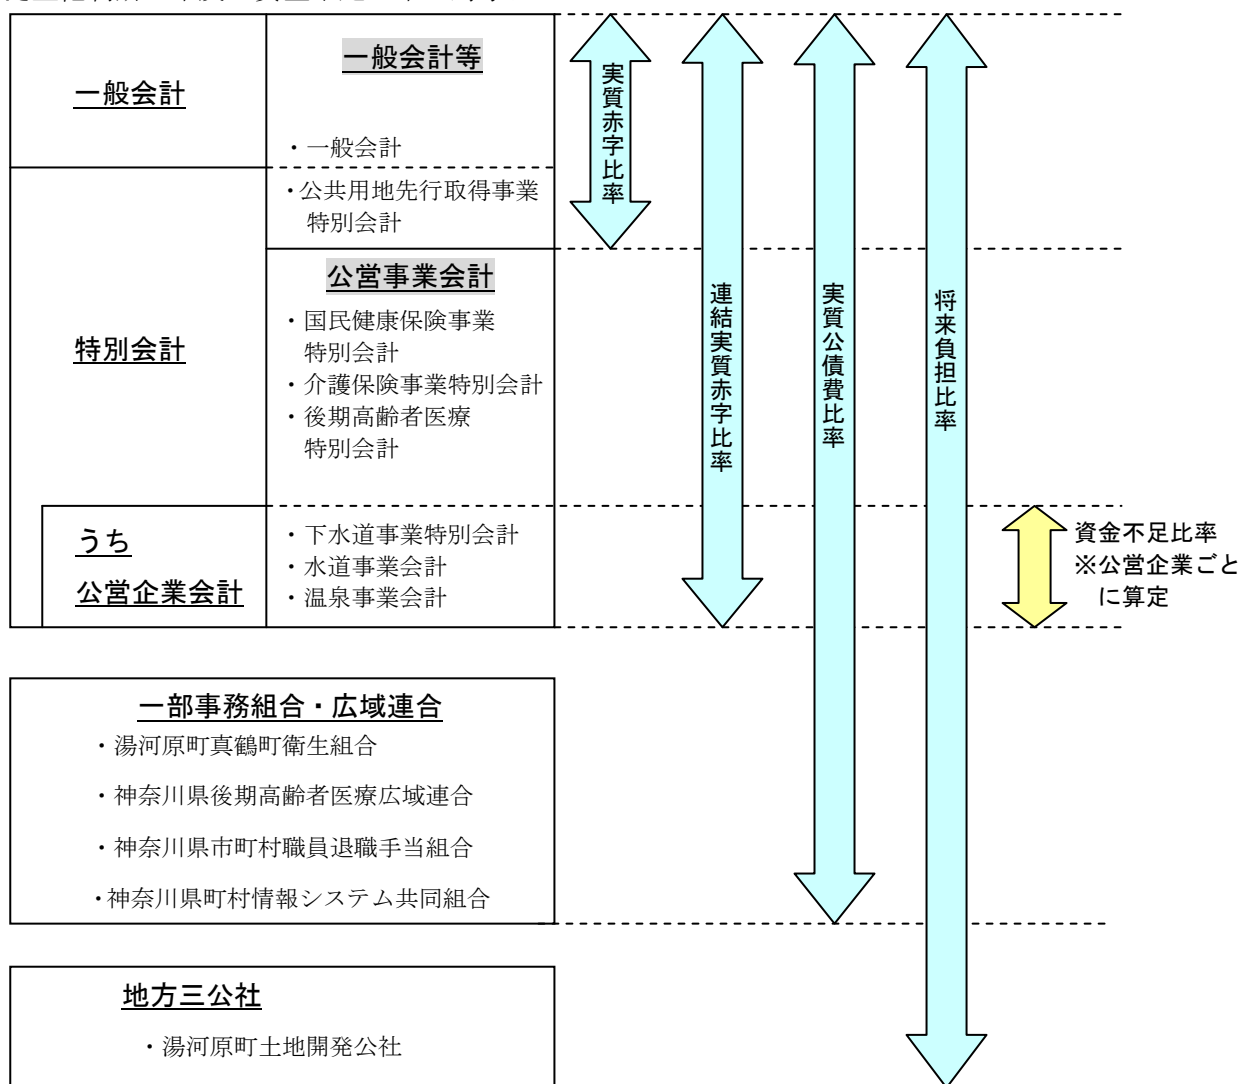 一般会計
一般会計等
・一般会計
・公共用地先行取得事業
特別会計
特別会計
公営事業会計
・国民健康保険事業
特別会計
・介護保険事業特別会計
・後期高齢者医療
特別会計
うち
公営企業会計
・下水道事業特別会計
・水道事業会計
・温泉事業会計
実質赤字比率
連結実質赤字比率
実質公債費比率
将来負担比率
資金不足比率
※公営企業ごと
に算定
一部事務組合・広域連合
・湯河原町真鶴町衛生組合
・神奈川県後期高齢者医療広域連合
・神奈川県市町村職員退職手当組合
・神奈川県町村情報システム共同組合
地方三公社
・湯河原町土地開発公社